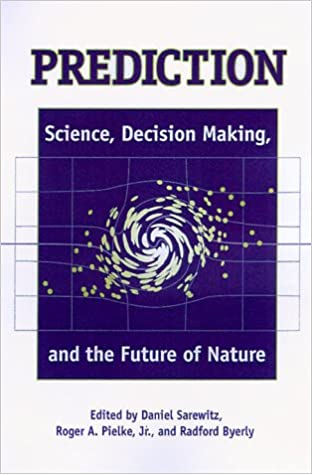 PREDICTION
Science, Decision Making,
and the Future of Nature
Edited by Daniel Sarewitz,
Roger A. Pielke, Jr., and Radford Byerly